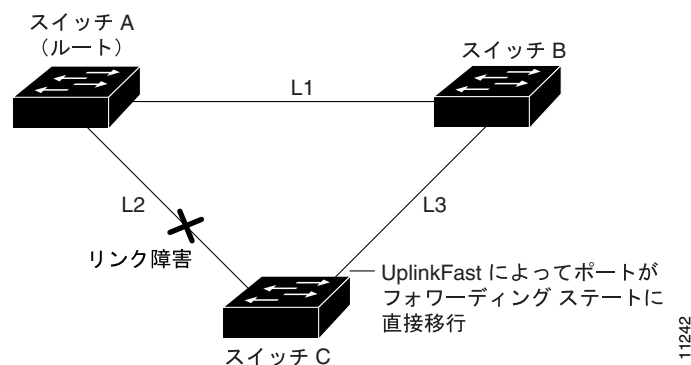 スイッチ A
（ルート）
スイッチ B
L1
L2
L3
リンク障害
UplinkFast によってポートが
フォワーディング ステートに
直接移行
スイッチ C
11242